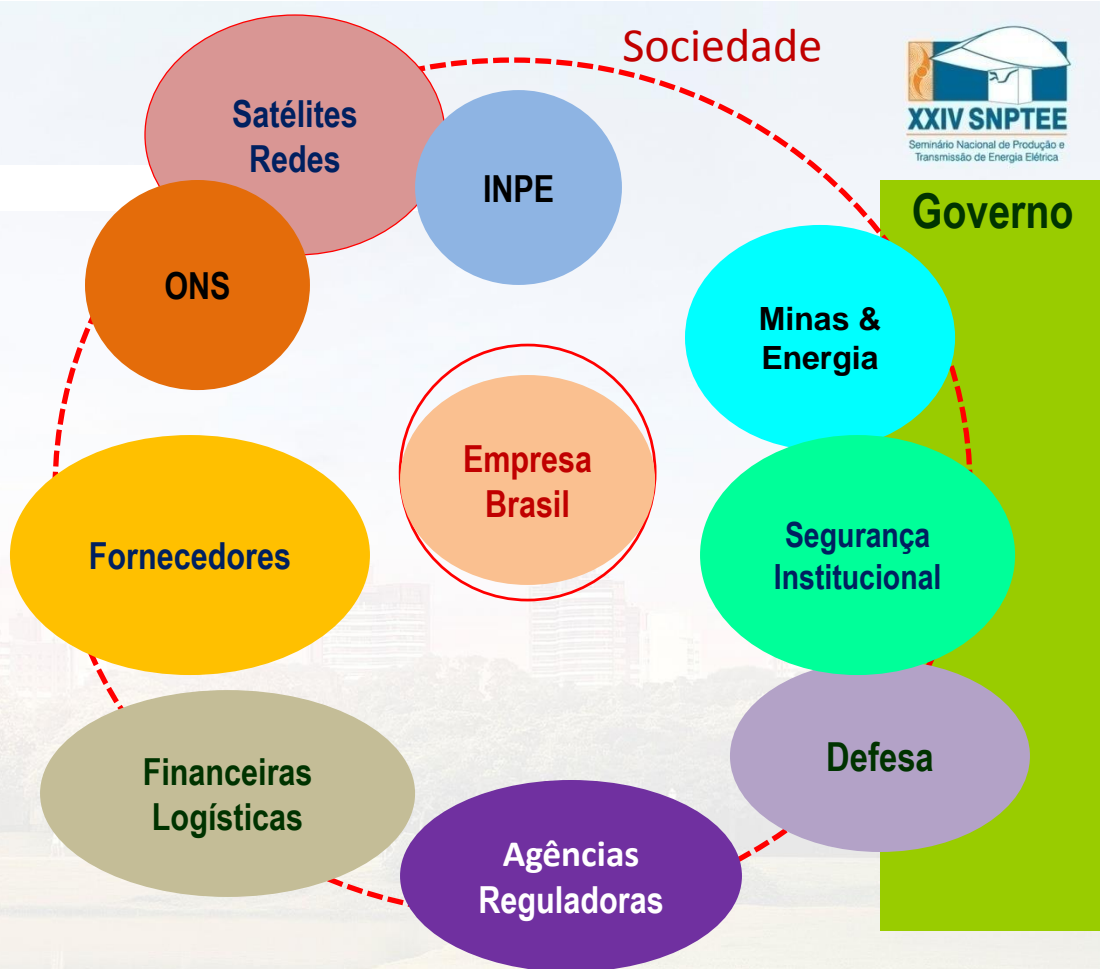 Sociedade
XXIV SNPTEE
Seminário Nacional de Produção e
Transmissão de Energia Elétrica
Governo
Satélites
Redes
INPE
ONS
Minas &
Energia
Empresa
Brasil
Fornecedores
Segurança
Institucional
Financeiras
Logísticas
Defesa
Agências
Reguladoras